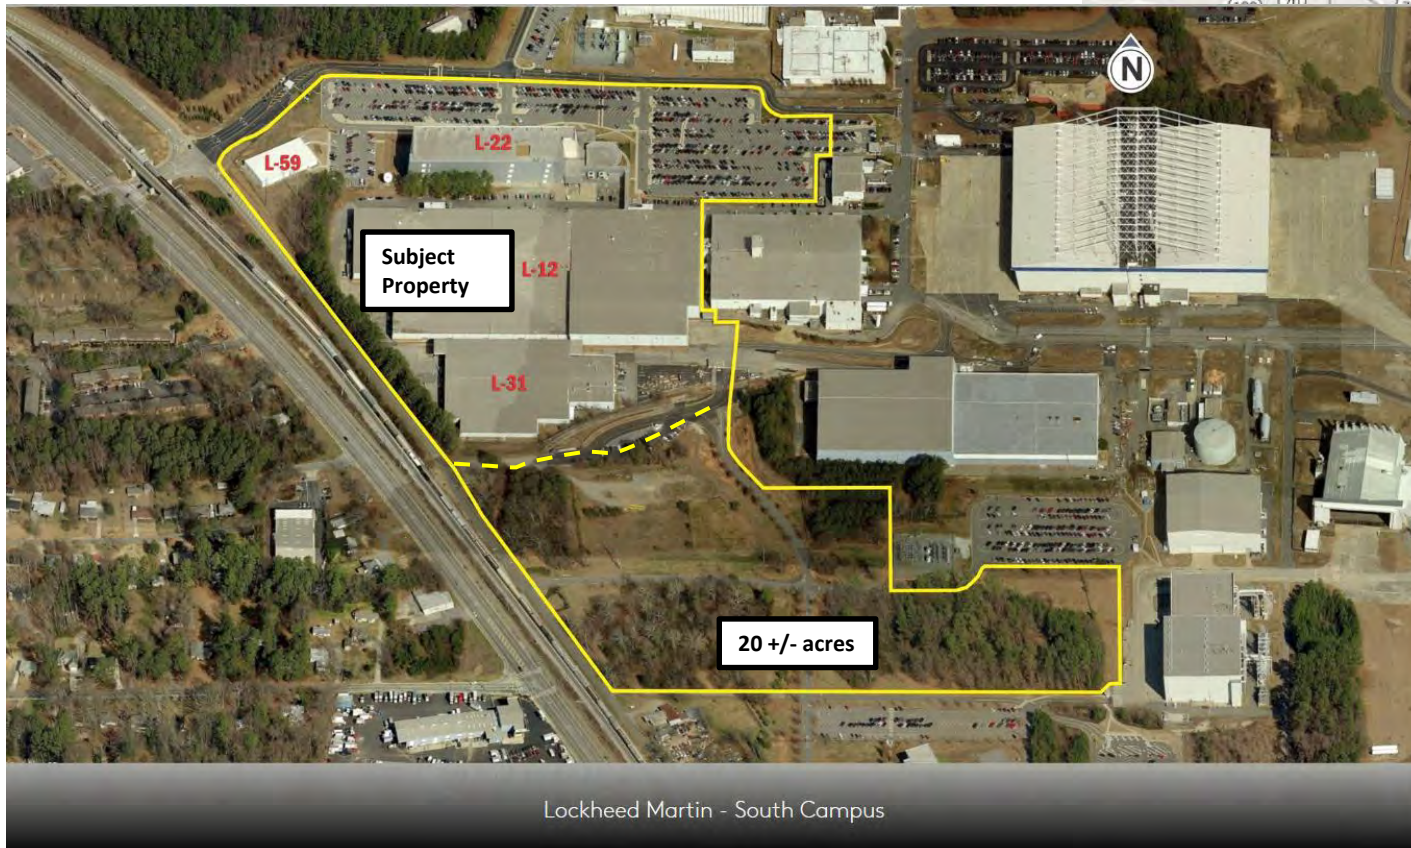 N
L-22
L-59
Subject
Property
L-12
L-31
20 +/- acres
Lockheed Martin - South Campus